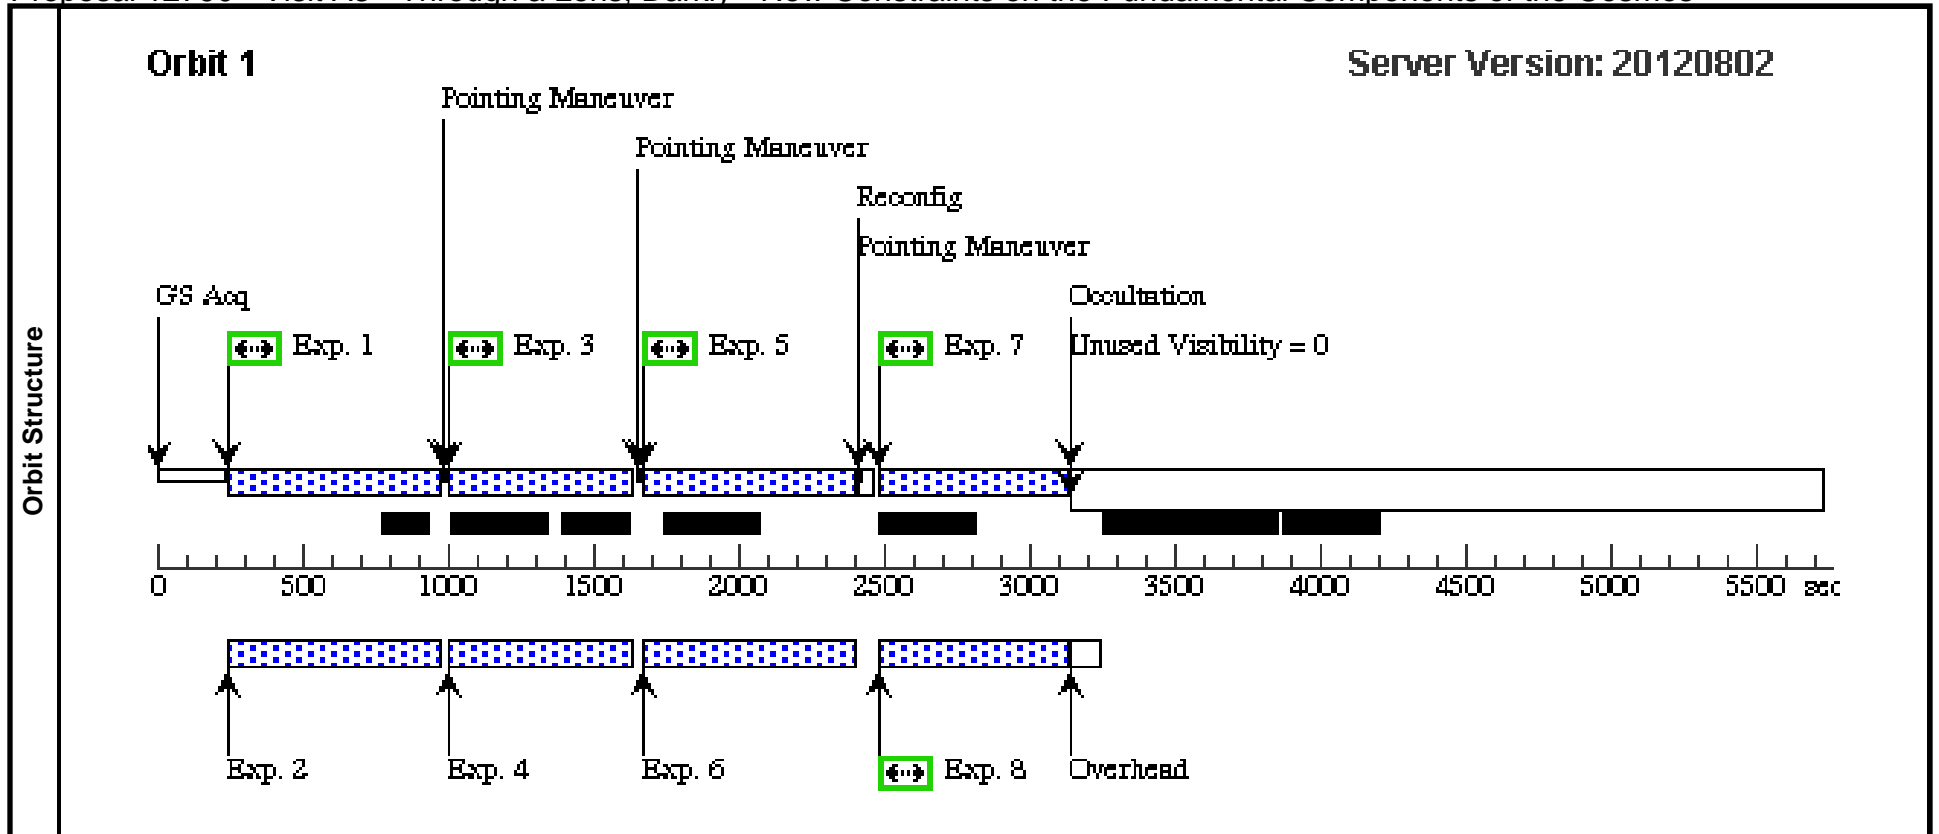 Orbit 1
Server Version: 20120802
Pointing Maneuver
Pointing Maneuver
Reconfig
Pointing Maneuver
GS Acq
Occultation
Exp. 1
Exp. 3
Exp. 5
Exp. 7
Unused Visibility = 0
Orbit Structure
0 500 1000 1500 2000 2500 3000 3500 4000 4500 5000 5500 sec
Exp. 2
Exp. 4
Exp. 6
Exp. 8
Overhead